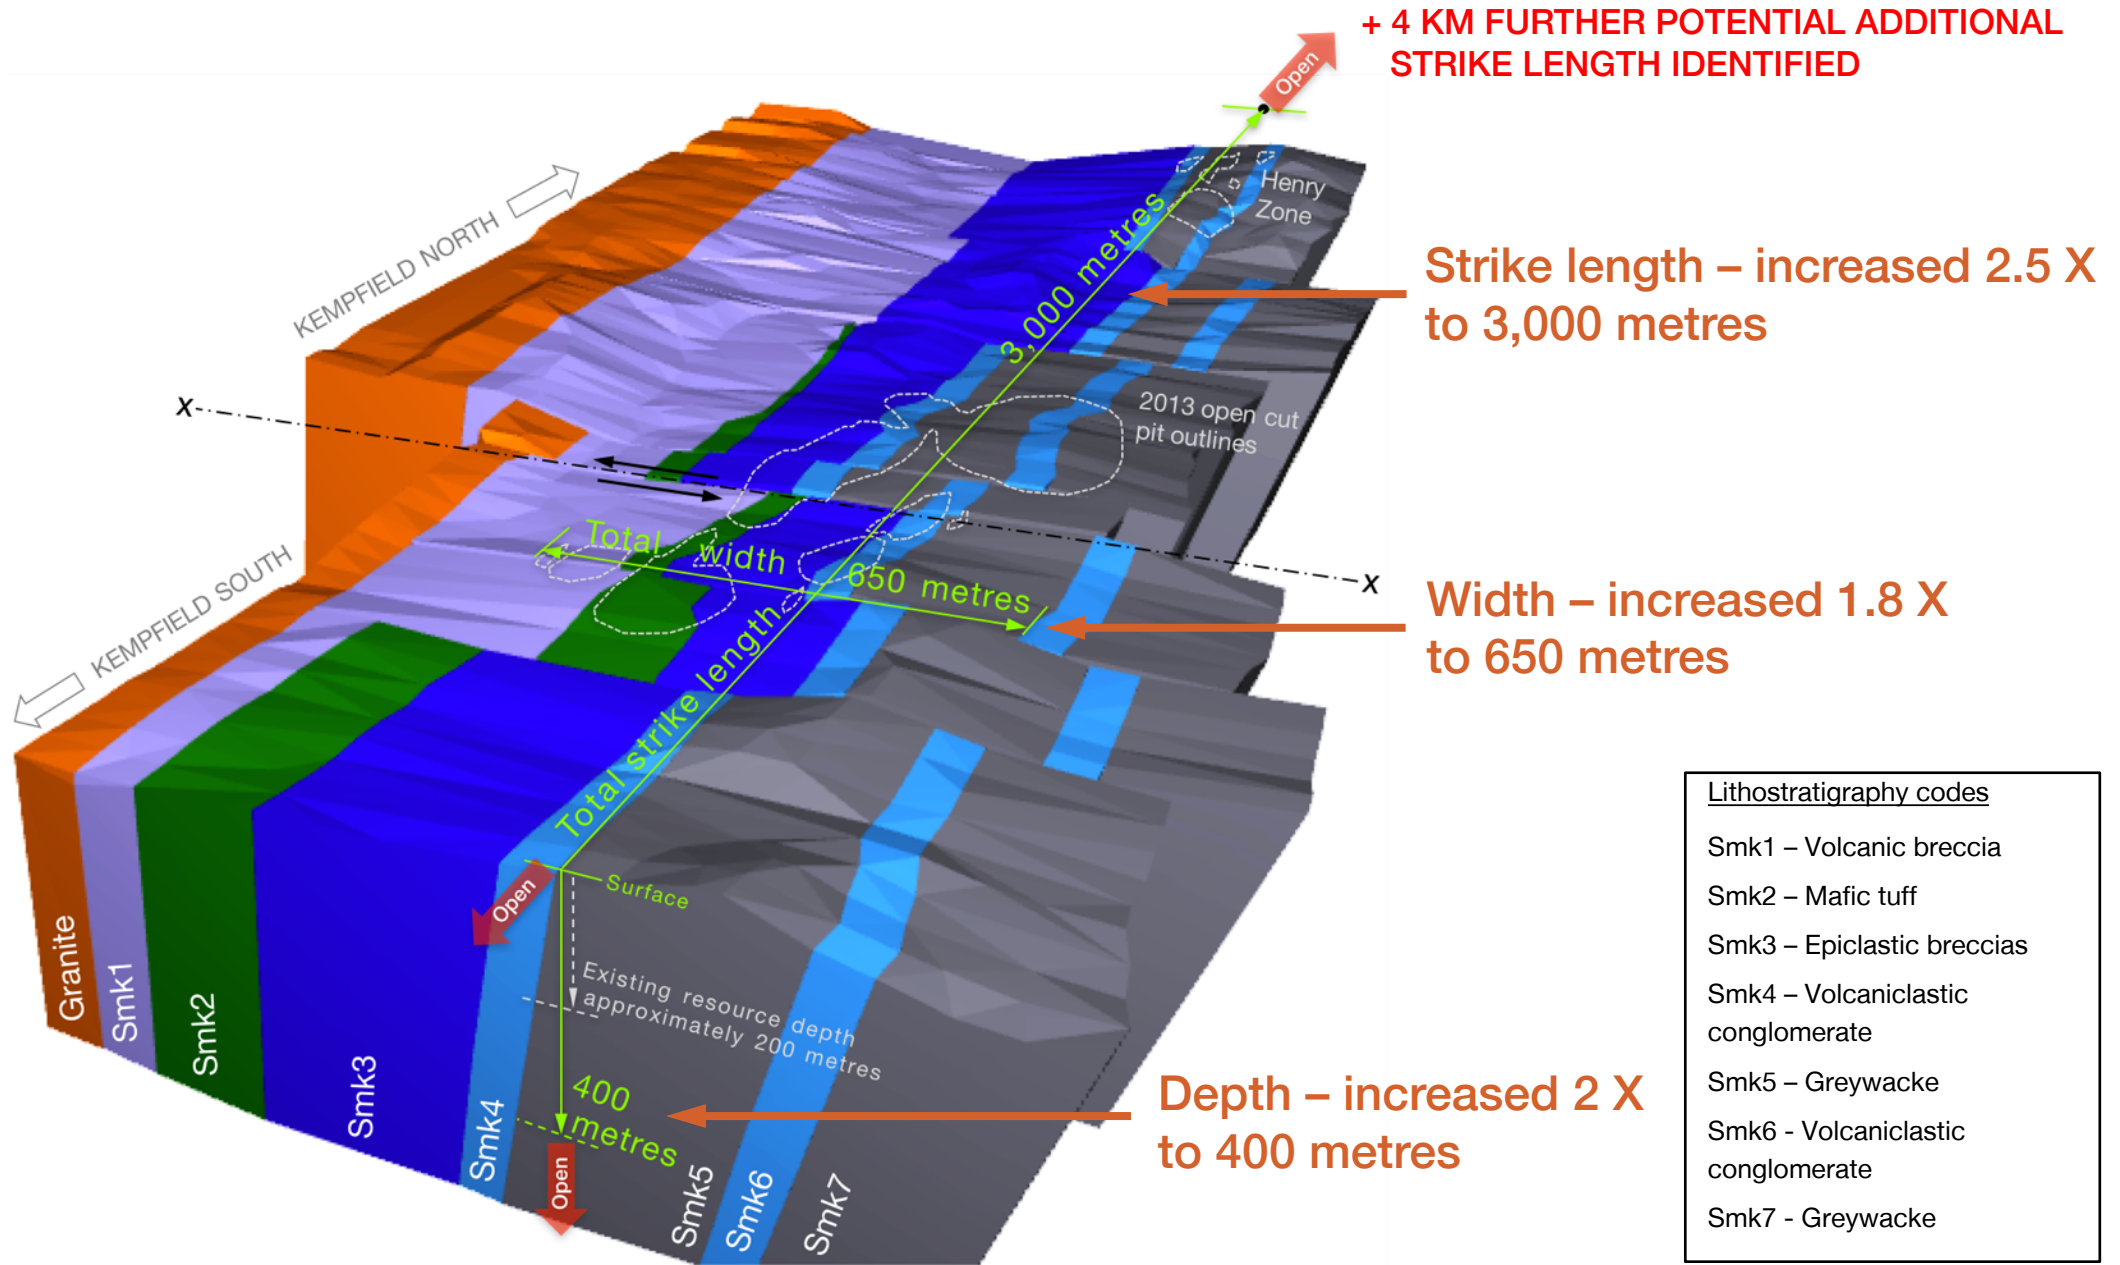 + 4 KM FURTHER POTENTIAL ADDITIONAL
STRIKE LENGTH IDENTIFIED
Open
KEMPFIELD NORTH
Henry
Zone
3,000 metres
Strike length – increased 2.5 X
to 3,000 metres
X
2013 open cut
pit outlines
KEMPFIELD SOUTH
Total width 650 metres
X
Width – increased 1.8 X
to 650 metres
Total strike length
Surface
Open
Existing resource depth
approximately 200 metres
400
metres
Open
Depth – increased 2 X
to 400 metres
Granite
Smk1
Smk2
Smk3
Smk4
Smk5
Smk6
Smk7
Lithostratigraphy codes
Smk1 – Volcanic breccia
Smk2 – Mafic tuff
Smk3 – Epiclastic breccias
Smk4 – Volcaniclastic
conglomerate
Smk5 – Greywacke
Smk6 - Volcaniclastic
conglomerate
Smk7 - Greywacke